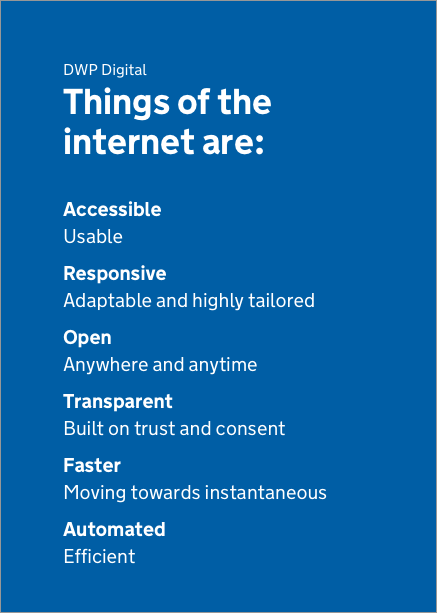 DWP Digital
Things of the
internet are:
Accessible
Usable
Responsive
Adaptable and highly tailored
Open
Anywhere and anytime
Transparent
Built on trust and consent
Faster
Moving towards instantaneous
Automated
Efficient